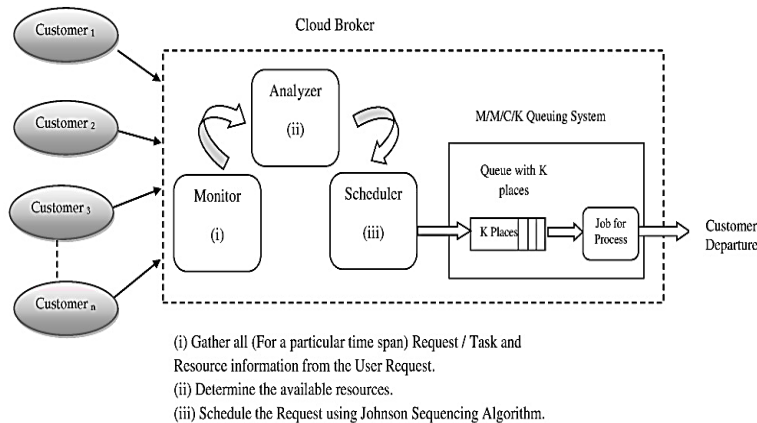 Cloud Broker
Customer 1
Customer 2
Customer 3
Customer n
Analyzer
(ii)
Monitor
(i)
Scheduler
(iii)
M/M/C/K Queuing System
Queue with K
places
K Places
Job for
Process
Customer
Departure
(i) Gather all (For a particular time span) Request / Task and
Resource information from the User Request.
(ii) Determine the available resources.
(iii) Schedule the Request using Johnson Sequencing Algorithm.